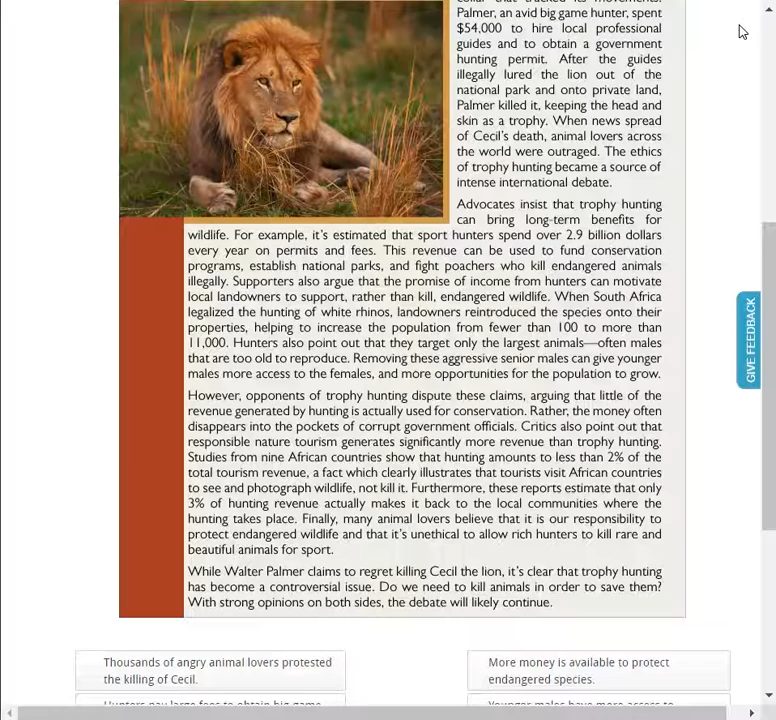 Palmer, an avid big game hunter, spent
$54,000 to hire local professional
guides and to obtain a government
hunting permit. After the guides
illegally lured the lion out of the
national park and onto private land,
Palmer killed it, keeping the head and
skin as a trophy. When news spread
of Cecil's death, animal lovers across
the world were outraged. The ethics
of trophy hunting became a source of
intense international debate.
Advocates insist that trophy hunting
can bring long-term benefits for
wildlife. For example, it's estimated that sport hunters spend over 2.9 billion dollars
every year on permits and fees. This revenue can be used to fund conservation
programs, establish national parks, and fight poachers who kill endangered animals
illegally. Supporters also argue that the promise of income from hunters can motivate
local landowners to support, rather than kill, endangered wildlife. When South Africa
legalized the hunting of white rhinos, landowners reintroduced the species onto their
properties, helping to increase the population from fewer than 100 to more than
11,000. Hunters also point out that they target only the largest animals—often males
that are too old to reproduce. Removing these aggressive senior males can give younger
males more access to the females, and more opportunities for the population to grow.
However, opponents of trophy hunting dispute these claims, arguing that little of the
revenue generated by hunting is actually used for conservation. Rather, the money often
disappears into the pockets of corrupt government officials. Critics also point out that
responsible nature tourism generates significantly more revenue than trophy hunting.
Studies from nine African countries show that hunting amounts to less than 2% of the
total tourism revenue, a fact which clearly illustrates that tourists visit African countries
to see and photograph wildlife, not kill it. Furthermore, these reports estimate that only
3% of hunting revenue actually makes it back to the local communities where the
hunting takes place. Finally, many animal lovers believe that it is our responsibility to
protect endangered wildlife and that it's unethical to allow rich hunters to kill rare and
beautiful animals for sport.
While Walter Palmer claims to regret killing Cecil the lion, it's clear that trophy hunting
has become a controversial issue. Do we need to kill animals in order to save them?
With strong opinions on both sides, the debate will likely continue.
GIVE FEEDBACK
Thousands of angry animal lovers protested
the killing of Cecil.
More money is available to protect
endangered species.